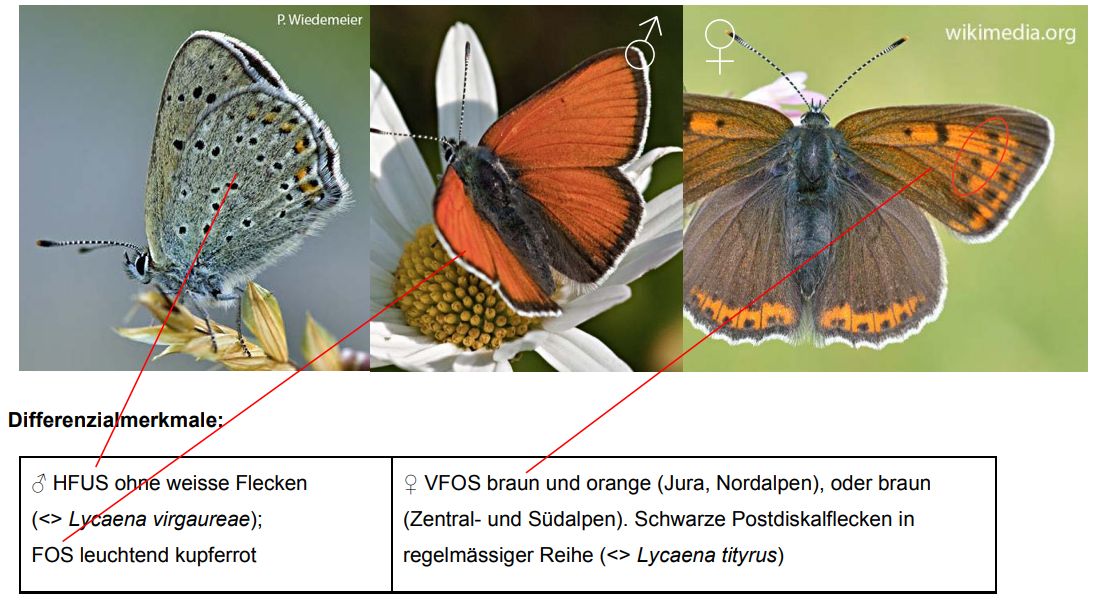 P. Wiedemeier
♂
♀
wikimedia.org
Differenzialmerkmale:
♂ HFUS ohne weisse Flecken
(<> Lycaena virgaureae);
FOS leuchtend kupferrot
♀ VFOS braun und orange (Jura, Nordalpen), oder braun
(Zentral- und Südalpen). Schwarze Postdiskalflecken in
regelmässiger Reihe (<> Lycaena tityrus)